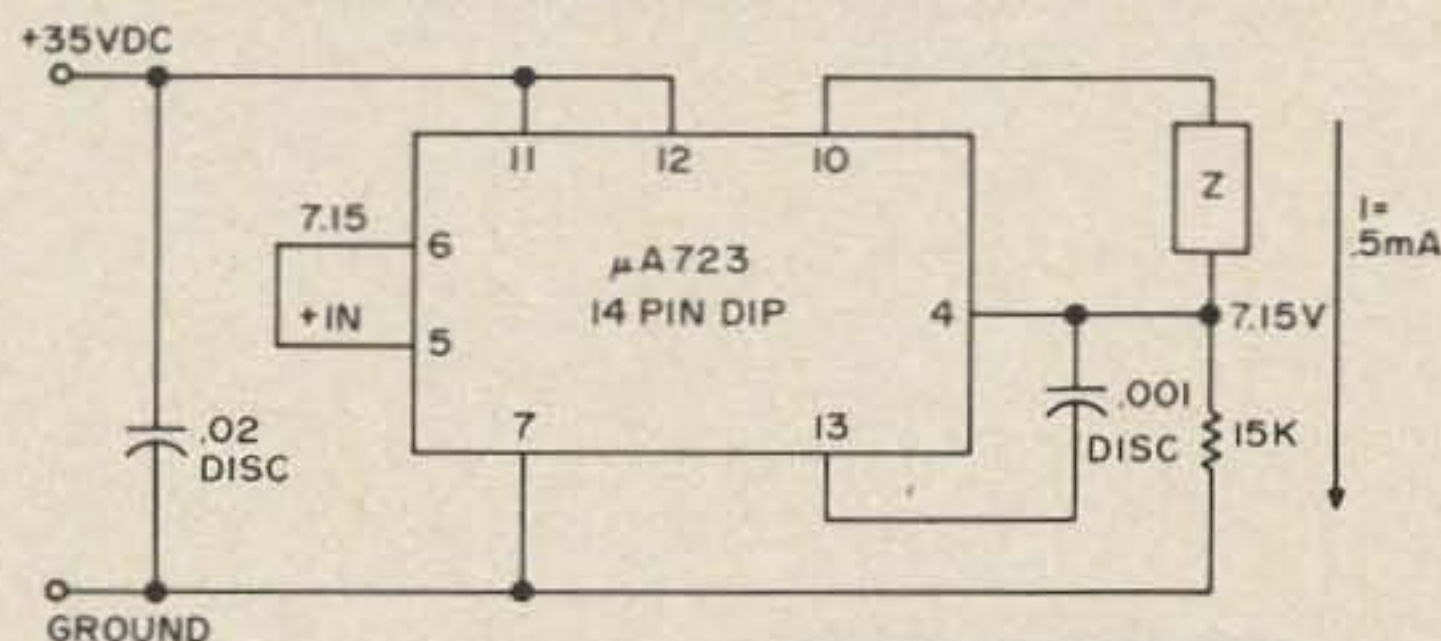 +35VDC
11
12
10
Z
I=
.5mA
7.15
6
μA723
14 PIN DIP
+IN
5
4
7.15V
.02
DISC
7
13
.001
DISC
15K
GROUND